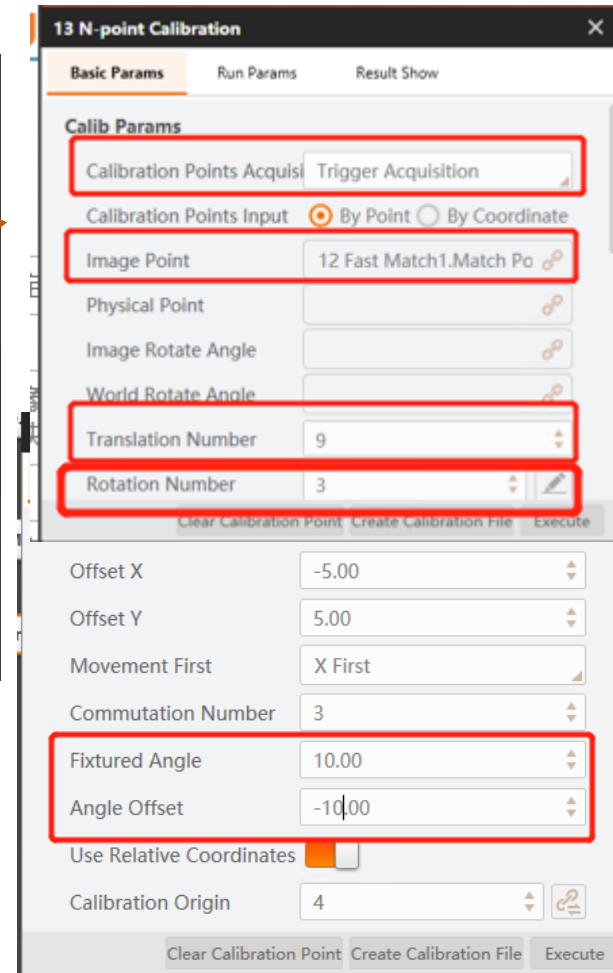 13 N-point Calibration
Basic Params Run Params Result Show
Calib Params
Calibration Points Acquisi Trigger Acquisition
Calibration Points Input By Point By Coordinate
Image Point 12 Fast Match1.Match Po
Physical Point
Image Rotate Angle
World Rotate Angle
Translation Number 9
Rotation Number 3
Clear Calibration Point Create Calibration File Execute
Offset X -5.00
Offset Y 5.00
Movement First X First
Commutation Number 3
Fixtured Angle 10.00
Angle Offset -10.00
Use Relative Coordinates
Calibration Origin 4
Clear Calibration Point Create Calibration File Execute